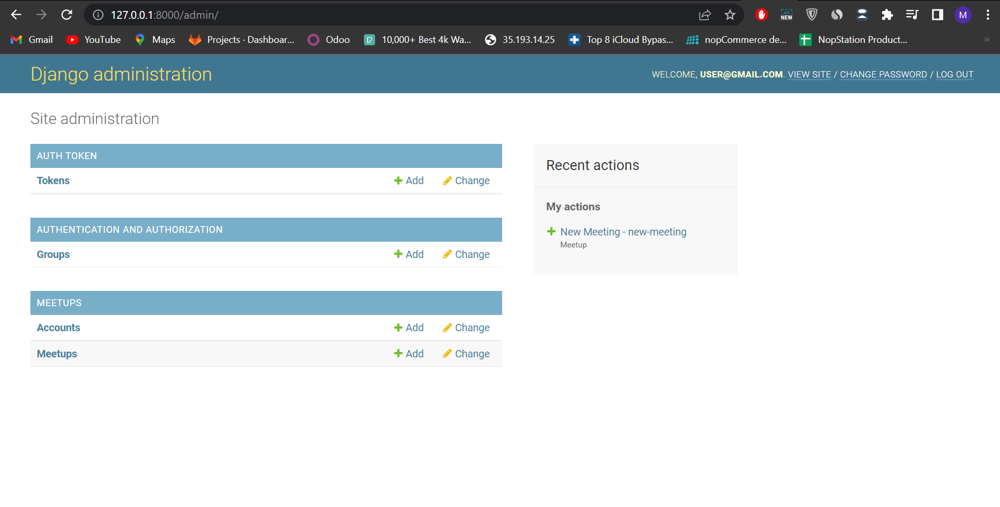 127.0.0.1:8000/admin/
NEW
M
Gmail YouTube Maps Projects · Dashboar... Odoo P 10,000+ Best 4k Wa... 35.193.14.25 Top 8 iCloud Bypas... nopCommerce de... NopStation Product... »
Django administration
WELCOME, USER@GMAIL.COM. VIEW SITE / CHANGE PASSWORD / LOG OUT
Site administration
AUTH TOKEN
Tokens Add Change
AUTHENTICATION AND AUTHORIZATION
Groups Add Change
MEETUPS
Accounts Add Change
Meetups Add Change
Recent actions
My actions
New Meeting - new-meeting
Meetup